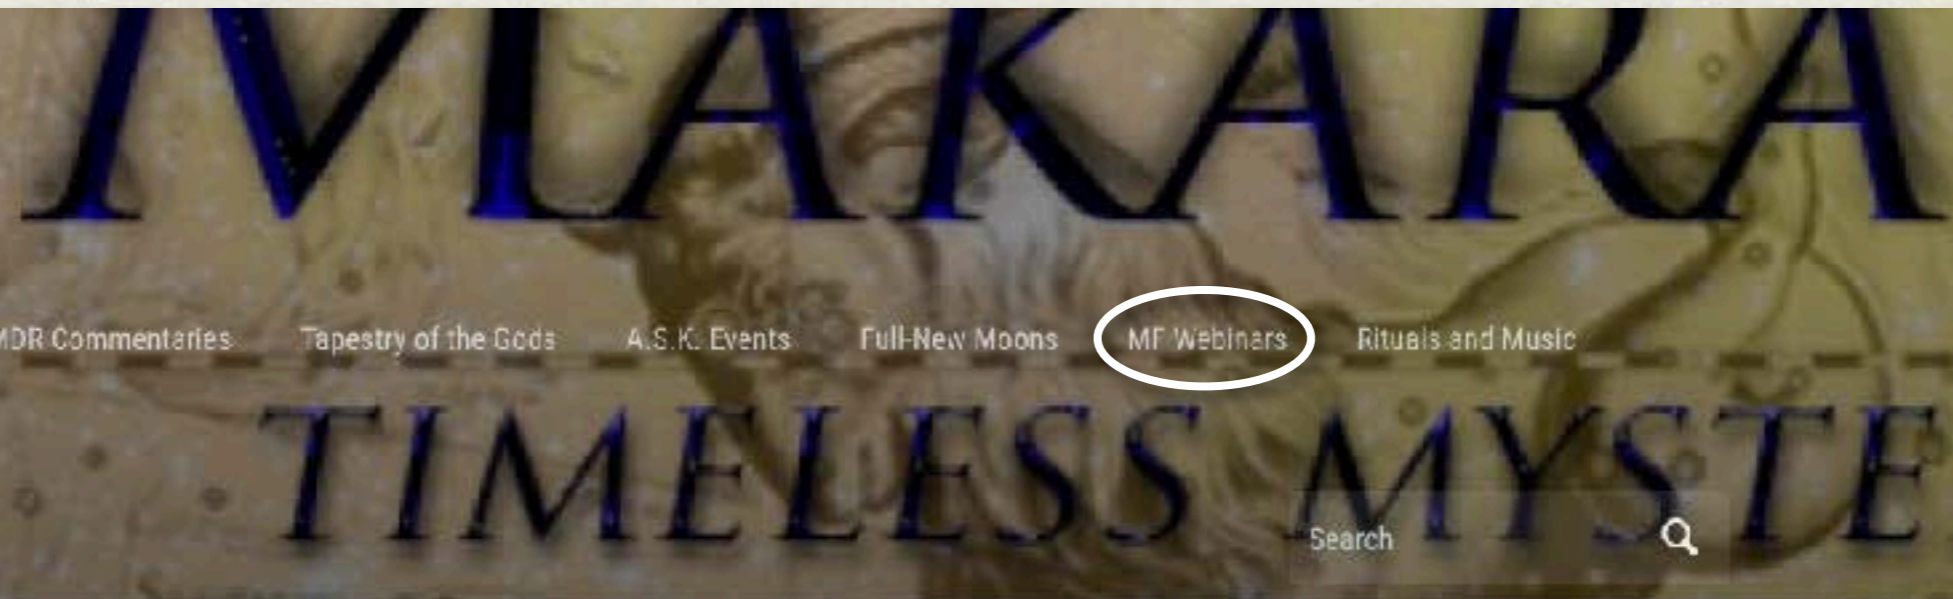 MAKARA
MDR Commentaries Tapestry of the Gods A.S.K. Events Full-New Moons MF Webinars Rituals and Music
TIMELESS MYSTE
Search